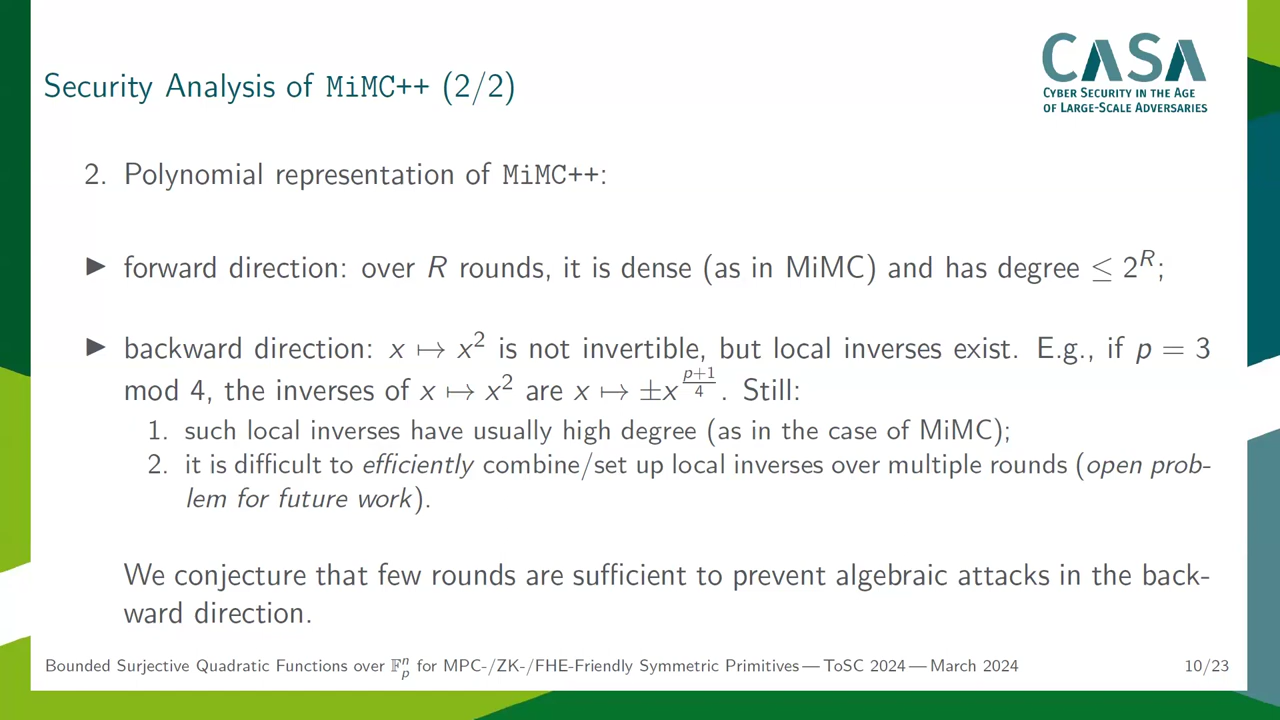 Security Analysis of MiMC++ (2/2)
CASA
CYBER SECURITY IN THE AGE
OF LARGE-SCALE ADVERSARIES
2. Polynomial representation of MiMC++:
▶ forward direction: over R rounds, it is dense (as in MiMC) and has degree ≤ 2^R;
▶ backward direction: x ↦ x² is not invertible, but local inverses exist. E.g., if p = 3
mod 4, the inverses of x ↦ x² are x ↦ ±x^((p+1)/4). Still:
1. such local inverses have usually high degree (as in the case of MiMC);
2. it is difficult to efficiently combine/set up local inverses over multiple rounds (open prob-
lem for future work).
We conjecture that few rounds are sufficient to prevent algebraic attacks in the back-
ward direction.
Bounded Surjective Quadratic Functions over 𝔽ₚⁿ for MPC-/ZK-/FHE-Friendly Symmetric Primitives — ToSC 2024 — March 2024 10/23